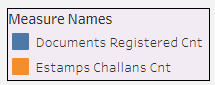 Measure Names
Documents Registered Cnt
Estamps Challans Cnt